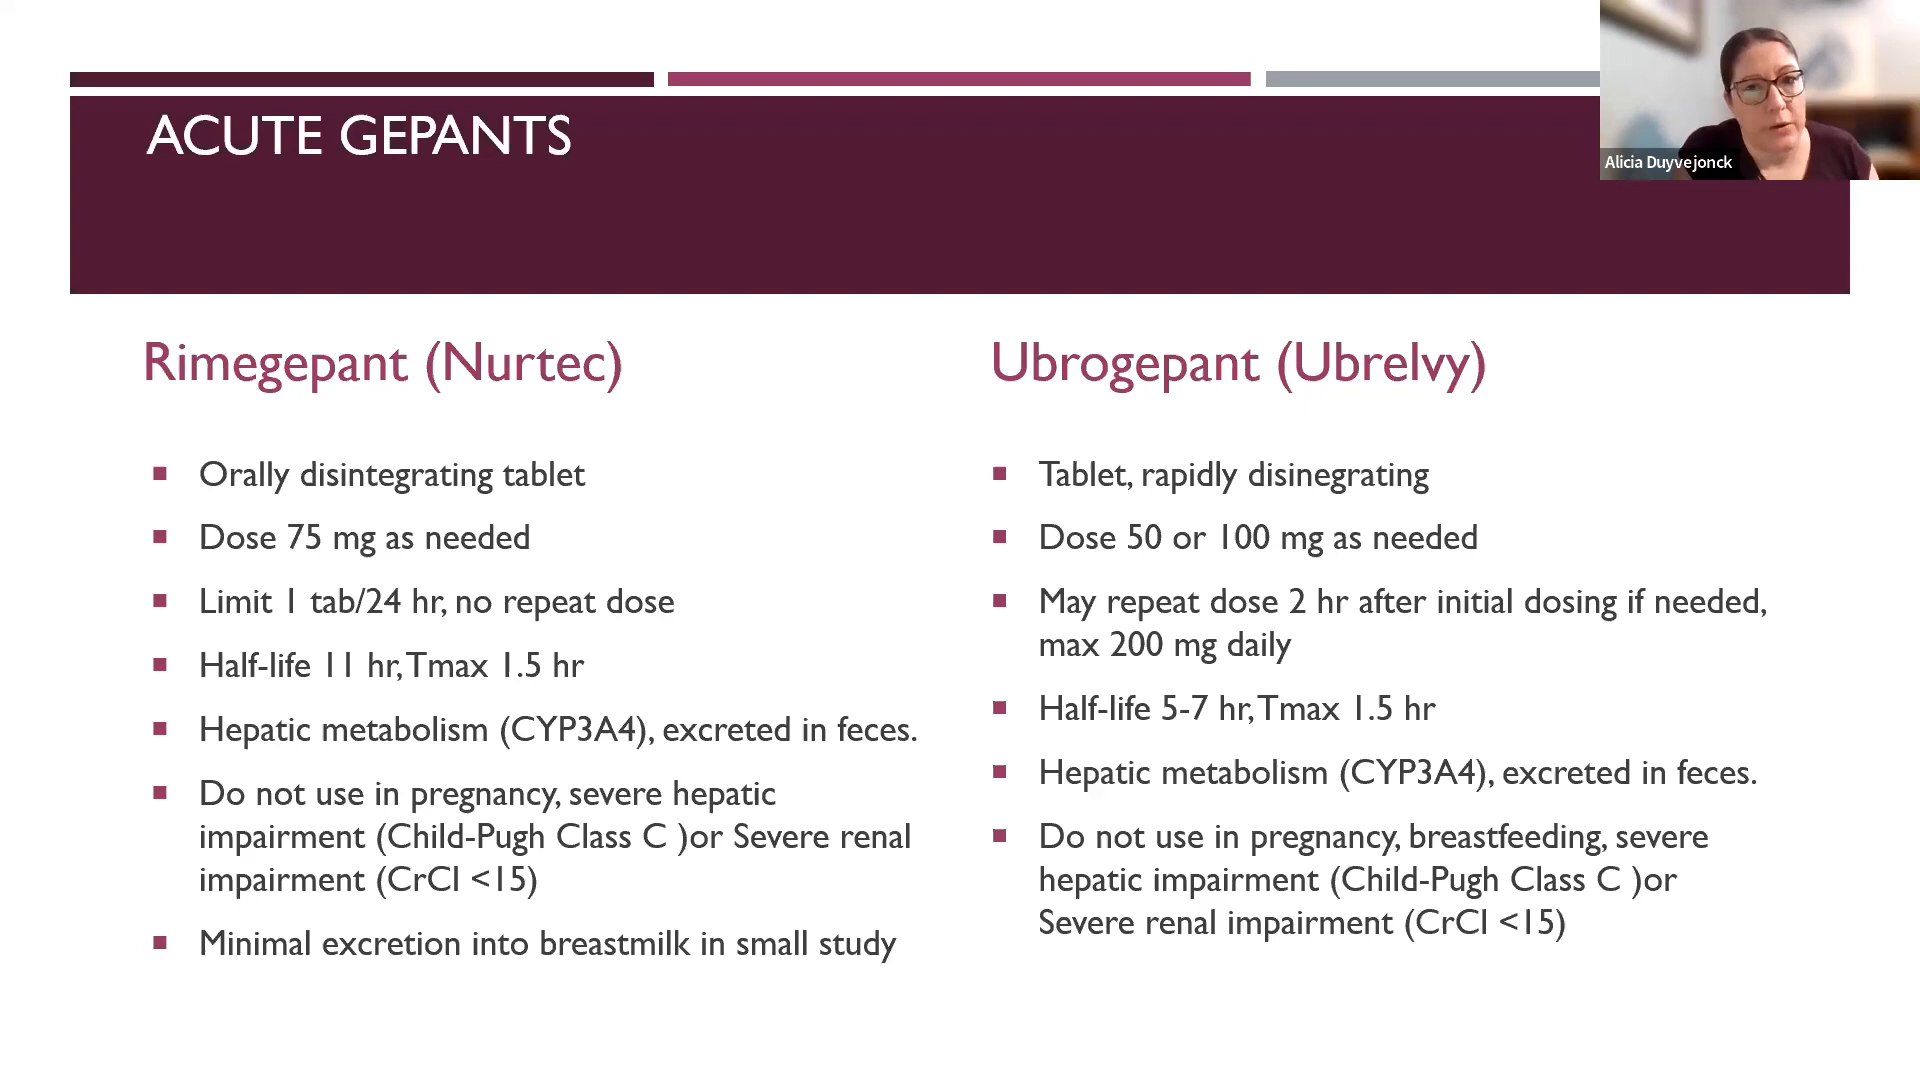 ACUTE GEPANTS
Alicia Duyvejonck
Rimegepant (Nurtec)
Orally disintegrating tablet
Dose 75 mg as needed
Limit 1 tab/24 hr, no repeat dose
Half-life 11 hr, Tmax 1.5 hr
Hepatic metabolism (CYP3A4), excreted in feces.
Do not use in pregnancy, severe hepatic
impairment (Child-Pugh Class C )or Severe renal
impairment (CrCl <15)
Minimal excretion into breastmilk in small study
Ubrogepant (Ubrelvy)
Tablet, rapidly disinegrating
Dose 50 or 100 mg as needed
May repeat dose 2 hr after initial dosing if needed,
max 200 mg daily
Half-life 5-7 hr, Tmax 1.5 hr
Hepatic metabolism (CYP3A4), excreted in feces.
Do not use in pregnancy, breastfeeding, severe
hepatic impairment (Child-Pugh Class C )or
Severe renal impairment (CrCl <15)